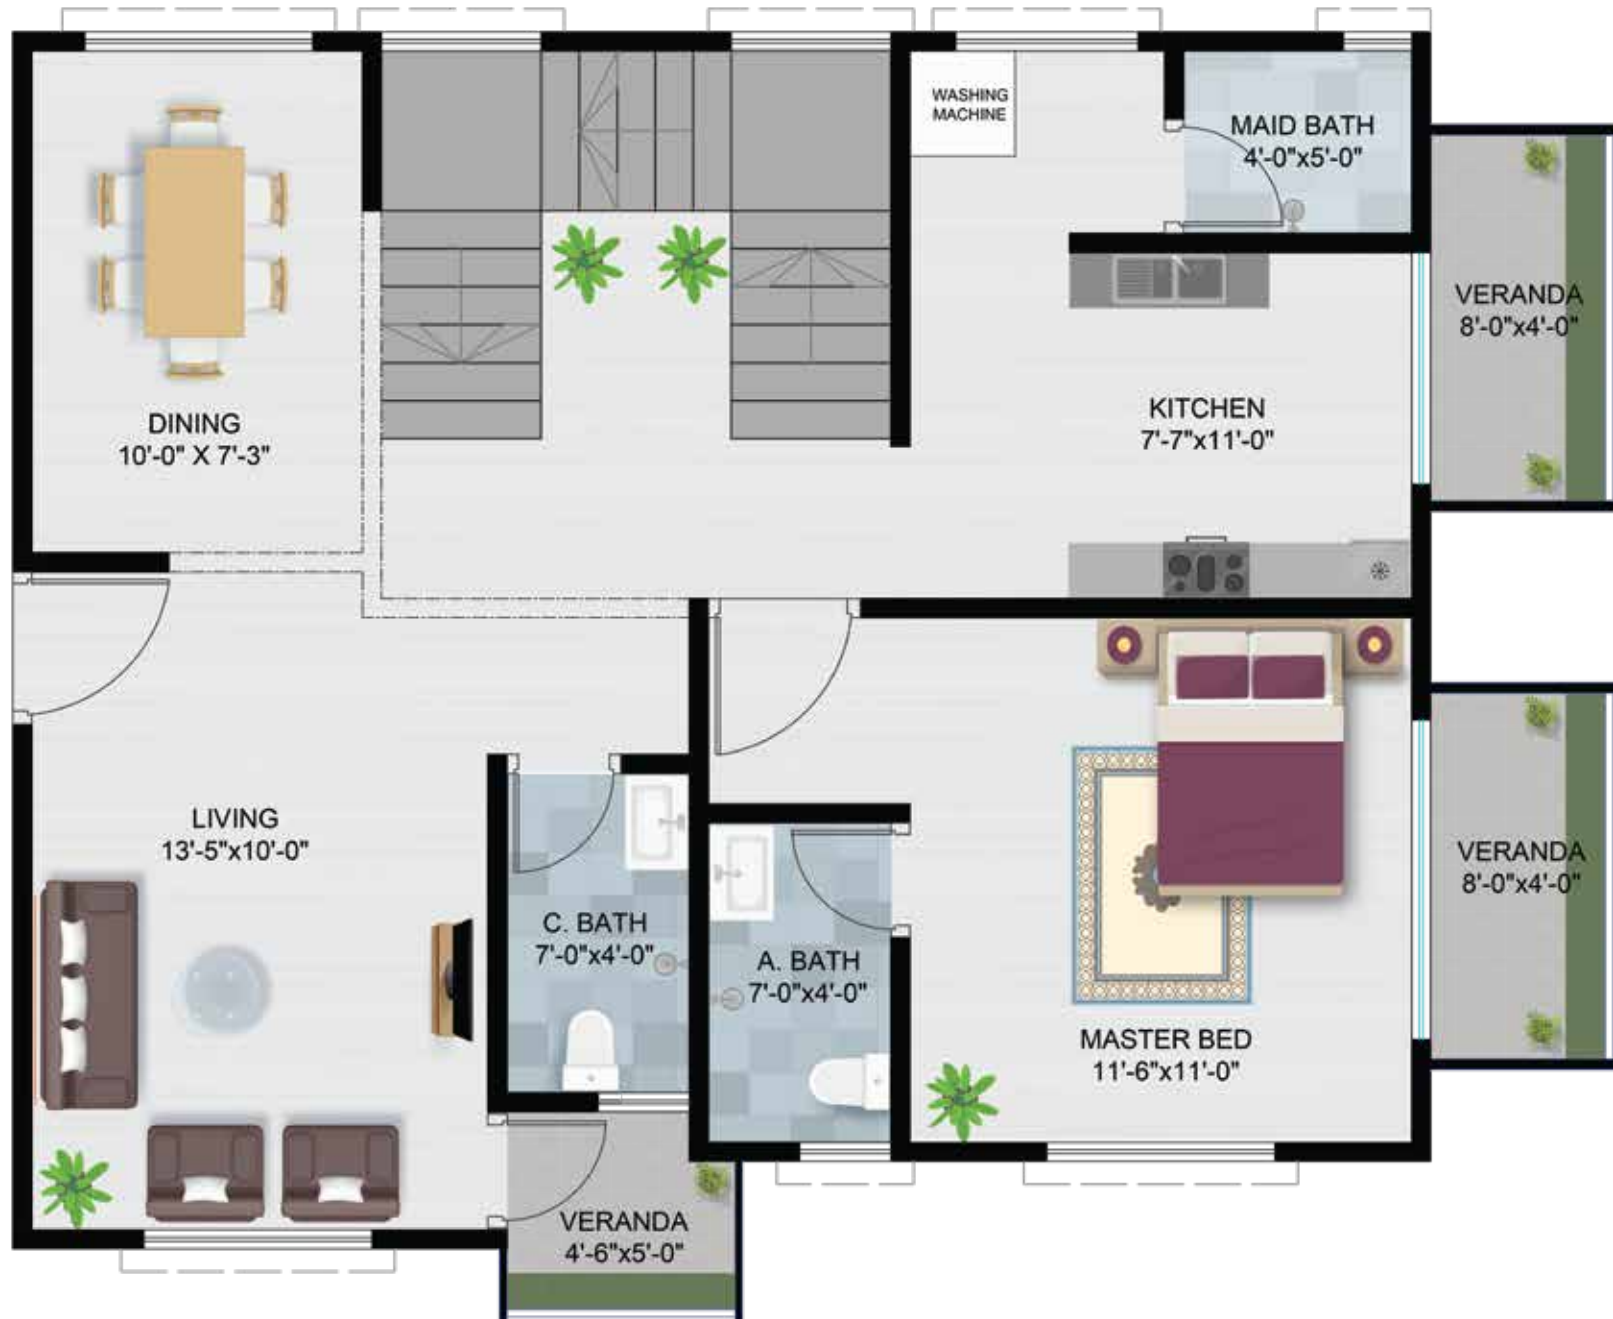 WASHING
MACHINE
MAID BATH
4'-0"x5'-0"
VERANDA
8'-0"x4'-0"
DINING
10'-0" X 7'-3"
KITCHEN
7'-7"x11'-0"
LIVING
13'-5"x10'-0"
C. BATH
7'-0"x4'-0"
A. BATH
7'-0"x4'-0"
MASTER BED
11'-6"x11'-0"
VERANDA
8'-0"x4'-0"
VERANDA
4'-6"x5'-0"